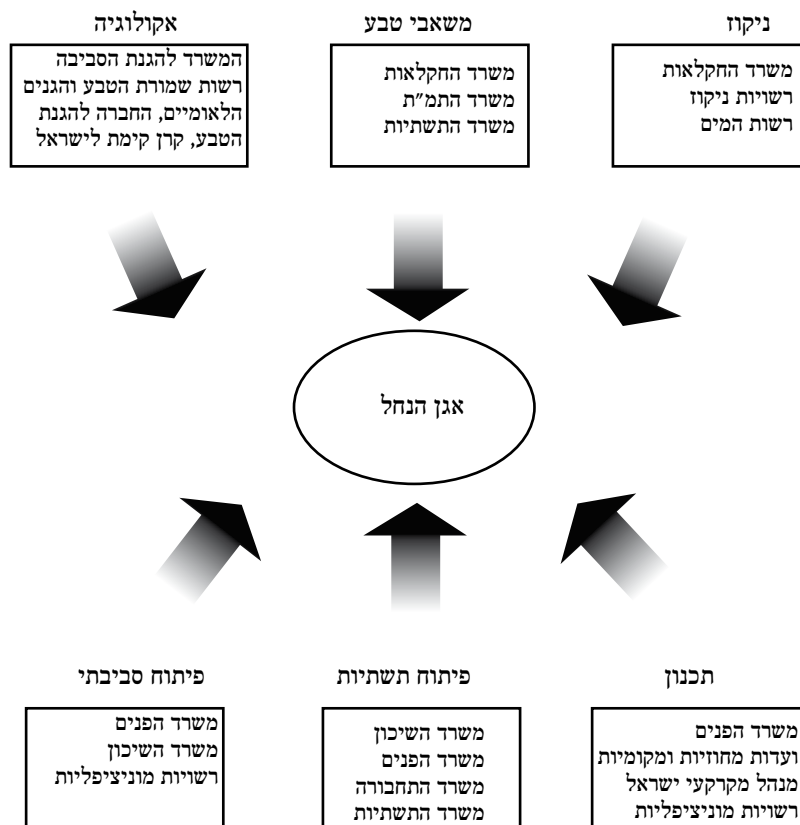 ניקוז
משרד החקלאות
רשויות ניקוז
רשות המים
משאבי טבע
משרד החקלאות
משרד התמ״ת
משרד התשתיות
אקולוגיה
המשרד להגנת הסביבה
רשות שמורת הטבע והגנים
הלאומיים, החברה להגנת
הטבע, קרן קימת לישראל
אגן הנחל
תכנון
משרד הפנים
ועדות מחוזיות ומקומיות
מנהל מקרקעי ישראל
רשויות מוניציפליות
פיתוח תשתיות
משרד השיכון
משרד הפנים
משרד התחבורה
משרד התשתיות
פיתוח סביבתי
משרד הפנים
משרד השיכון
רשויות מוניציפליות